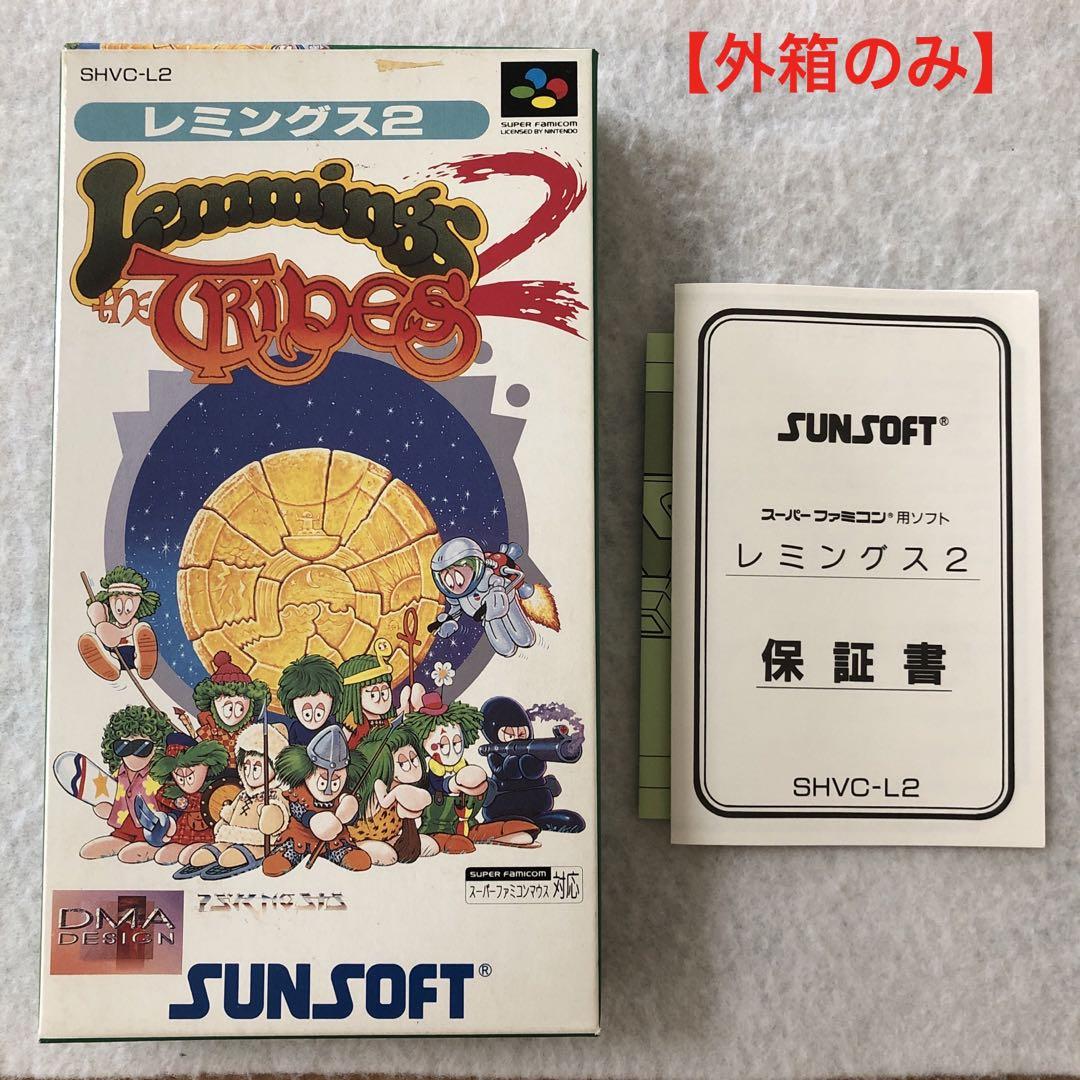 【外箱のみ】
SHVC-L2
レミングス2
SUPER FAMICOM
LICENSED BY NINTENDO
Lemmings 2
the TRIBES
PSYGNOSIS
SUPER FAMICOM
スーパーファミコンマウス 対応
DMA
DESIGN
SUNSOFT®
SUNSOFT®
スーパーファミコン®用ソフト
レミングス2
保証書
SHVC-L2